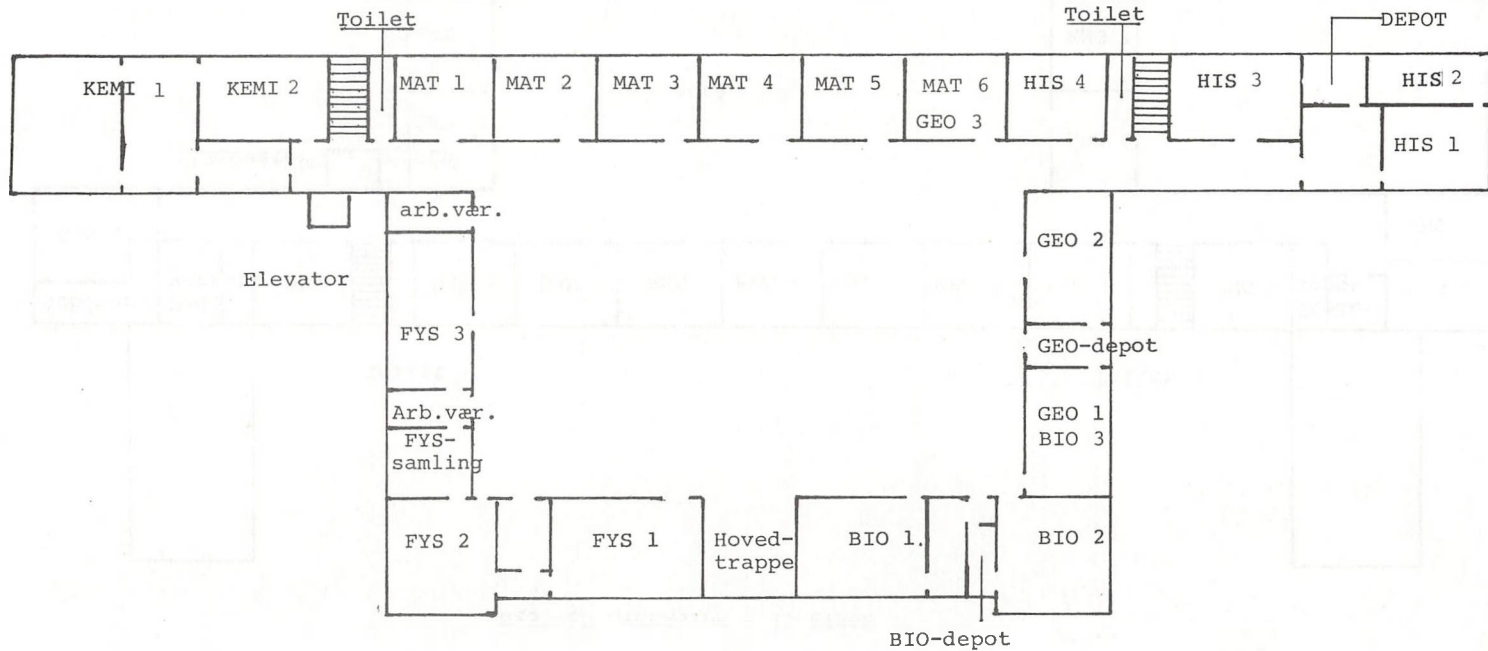 Toilet
Toilet
DEPOT
KEMI 1
KEMI 2
MAT 1
MAT 2
MAT 3
MAT 4
MAT 5
MAT 6
GEO 3
HIS 4
HIS 3
HIS 2
HIS 1
arb.vær.
GEO 2
Elevator
FYS 3
GEO-depot
Arb.vær.
GEO 1
BIO 3
FYS-
samling
FYS 2
FYS 1
Hoved-
trappe
BIO 1.
BIO 2
BIO-depot